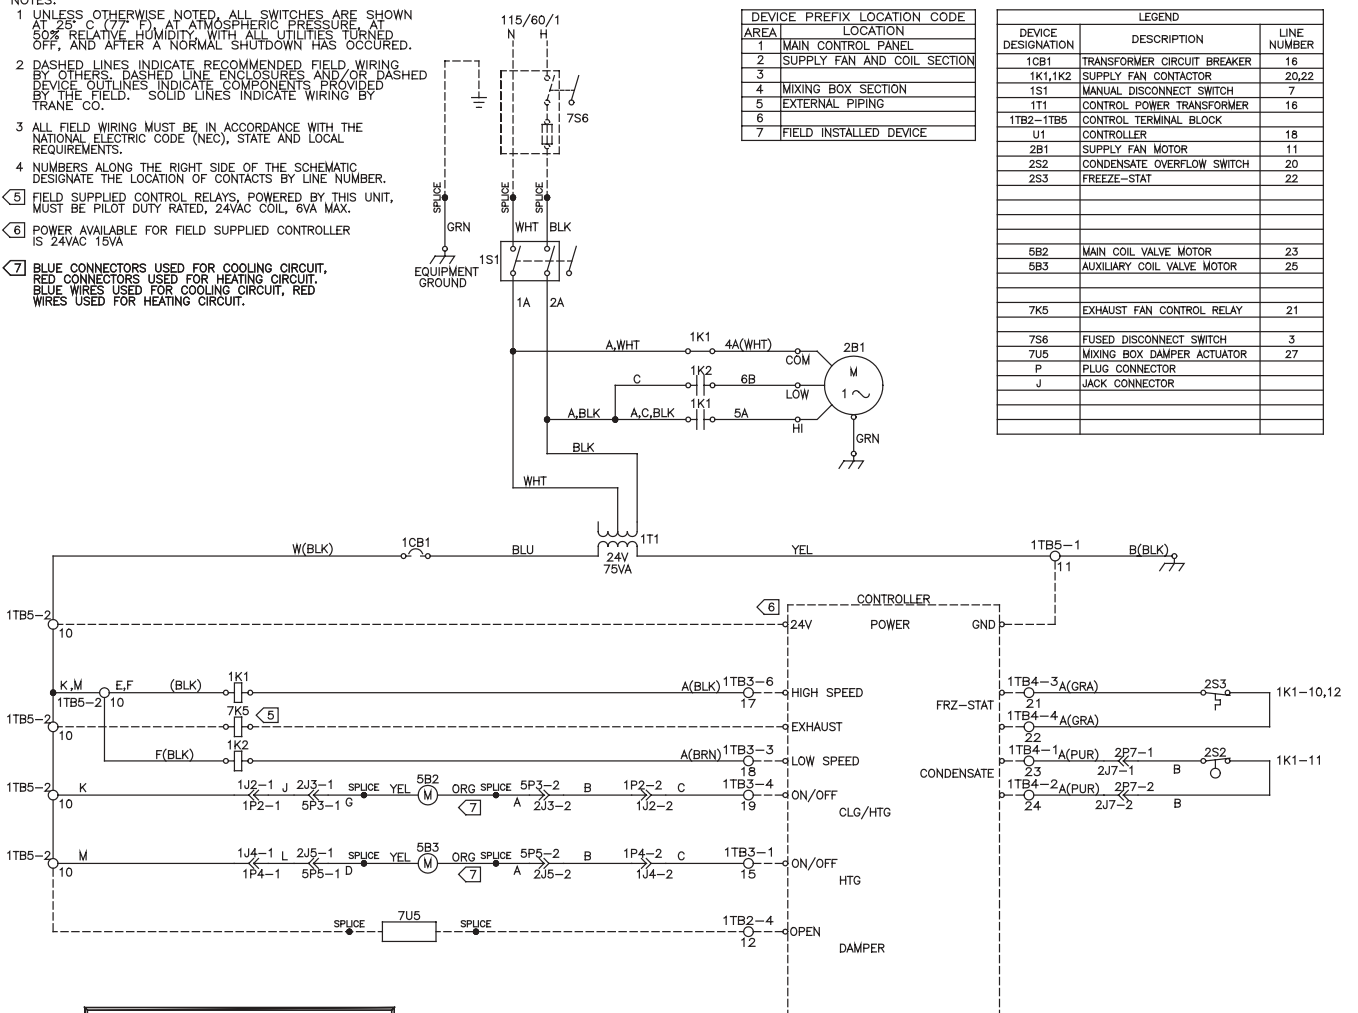 NOTES:
1 UNLESS OTHERWISE NOTED, ALL SWITCHES ARE SHOWN
AT 25° C (77° F), AT ATMOSPHERIC PRESSURE, AT
50% RELATIVE HUMIDITY, WITH ALL UTILITIES TURNED
OFF, AND AFTER A NORMAL SHUTDOWN HAS OCCURED.
2 DASHED LINES INDICATE RECOMMENDED FIELD WIRING
BY OTHERS. DASHED LINE ENCLOSURES AND/OR DASHED
DEVICE OUTLINES INDICATE COMPONENTS PROVIDED
BY THE FIELD. SOLID LINES INDICATE WIRING BY
TRANE CO.
3 ALL FIELD WIRING MUST BE IN ACCORDANCE WITH THE
NATIONAL ELECTRIC CODE (NEC), STATE AND LOCAL
REQUIREMENTS.
4 NUMBERS ALONG THE RIGHT SIDE OF THE SCHEMATIC
DESIGNATE THE LOCATION OF CONTACTS BY LINE NUMBER.
5 FIELD SUPPLIED CONTROL RELAYS, POWERED BY THIS UNIT,
MUST BE PILOT DUTY RATED, 24VAC COIL, 6VA MAX.
6 POWER AVAILABLE FOR FIELD SUPPLIED CONTROLLER
IS 24VAC 15VA
7 BLUE CONNECTORS USED FOR COOLING CIRCUIT,
RED CONNECTORS USED FOR HEATING CIRCUIT.
BLUE WIRES USED FOR COOLING CIRCUIT, RED
WIRES USED FOR HEATING CIRCUIT.
115/60/1
N H
7S6
SPLICE SPLICE SPLICE
GRN WHT BLK
1S1
EQUIPMENT
GROUND
1A 2A
DEVICE PREFIX LOCATION CODE
AREA LOCATION
1 MAIN CONTROL PANEL
2 SUPPLY FAN AND COIL SECTION
3
4 MIXING BOX SECTION
5 EXTERNAL PIPING
6
7 FIELD INSTALLED DEVICE
LEGEND
DEVICE DESIGNATION DESCRIPTION LINE NUMBER
1CB1 TRANSFORMER CIRCUIT BREAKER 16
1K1,1K2 SUPPLY FAN CONTACTOR 20,22
1S1 MANUAL DISCONNECT SWITCH 7
1T1 CONTROL POWER TRANSFORMER 16
1TB2-1TB5 CONTROL TERMINAL BLOCK
U1 CONTROLLER 18
2B1 SUPPLY FAN MOTOR 11
2S2 CONDENSATE OVERFLOW SWITCH 20
2S3 FREEZE-STAT 22
5B2 MAIN COIL VALVE MOTOR 23
5B3 AUXILIARY COIL VALVE MOTOR 25
7K5 EXHAUST FAN CONTROL RELAY 21
7S6 FUSED DISCONNECT SWITCH 3
7U5 MIXING BOX DAMPER ACTUATOR 27
P PLUG CONNECTOR
J JACK CONNECTOR
A,WHT 1K1 4A(WHT) COM 2B1
C 1K2 6B LOW M
1
A,BLK A,C,BLK 1K1 5A HI
GRN
BLK
WHT
W(BLK) 1CB1 BLU 1T1 YEL 1TB5-1 B(BLK)
24V
75VA
11
CONTROLLER
1TB5-2 6
10 24V POWER GND
K,M E,F (BLK) 1K1 A(BLK) 1TB3-6 HIGH SPEED 1TB4-3 A(GRA) 2S3 1K1-10,12
1TB5-2 10 17 FRZ-STAT 21
1TB5-2 7K5 5 EXHAUST 1TB4-4 A(GRA)
10 22
F(BLK) 1K2 A(BRN) 1TB3-3 LOW SPEED 1TB4-1 A(PUR) 2P7-1 2S2 1K1-11
18 CONDENSATE 23 2J7-1 B
1TB5-2 K 1J2-1 J 2J3-1 SPLICE YEL 5B2 M ORG SPLICE 5P3-2 B 1P2-2 C 1TB3-4 ON/OFF 1TB4-2 A(PUR) 2P7-2
10 1P2-1 5P3-1 G 7 A 2J3-2 1J2-2 19 CLG/HTG 24 2J7-2 B
1TB5-2 M 1J4-1 L 2J5-1 SPLICE YEL 5B3 M ORG SPLICE 5P5-2 B 1P4-2 C 1TB3-1 ON/OFF
10 1P4-1 5P5-1 D 7 A 2J5-2 1J4-2 15 HTG
SPLICE 7U5 SPLICE 1TB2-4 OPEN
12 DAMPER